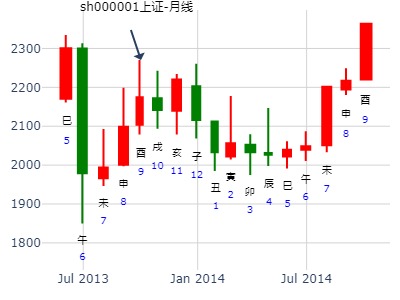 sh000001上证-月线
2300
2200
2100
2000
1900
1800
巳
5
午
6
未
7
申
8
酉
9
戌
10
亥
11
子
12
丑
1
寅
2
卯
3
辰
4
巳
5
午
6
未
7
申
8
酉
9
Jul 2013
Jan 2014
Jul 2014